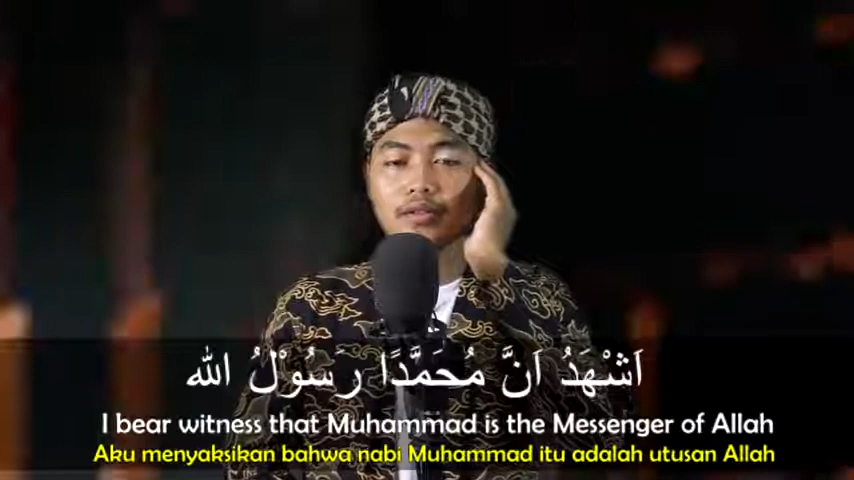 اَشْهَدُ اَنَّ مُحَمَّدًا رَسُوْلُ الله
I bear witness that Muhammad is the Messenger of Allah
Aku menyaksikan bahwa nabi Muhammad itu adalah utusan Allah